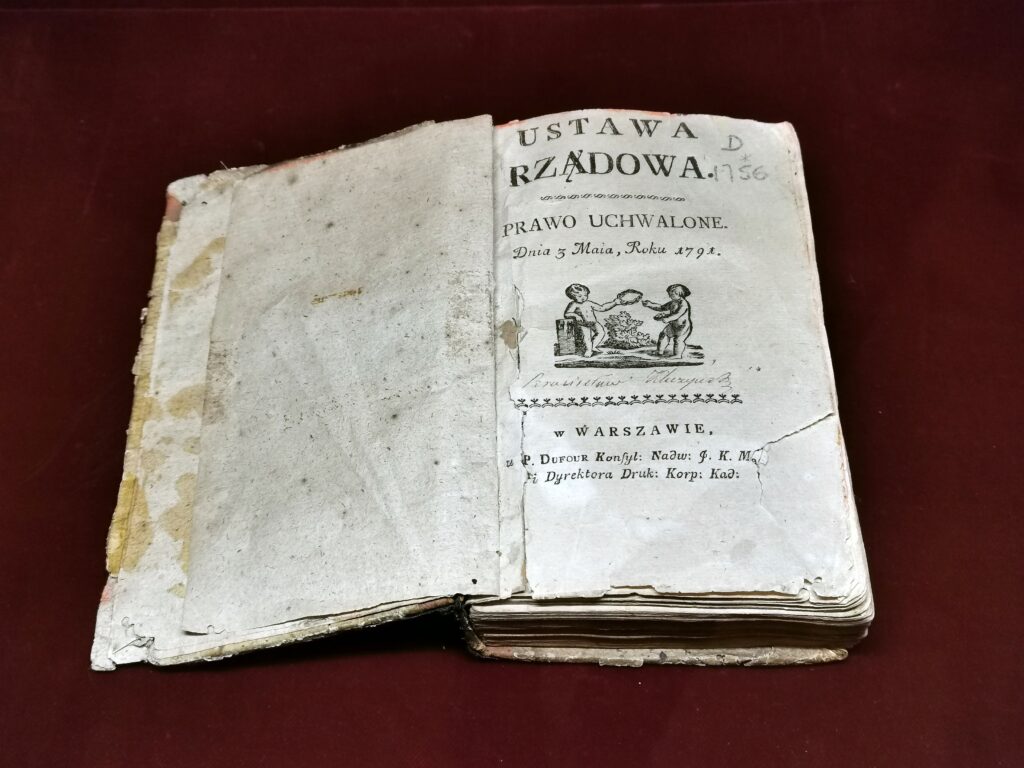 USTAWA
RZĄDOWA.
D
1756
PRAWO UCHWALONE.
Dnia 3 Maia, Roku 1791.
w WARSZAWIE,
u P. DUFOUR Konſyl: Nadw: J. K. M.
i Dyrektora Druk: Korp: Kad: